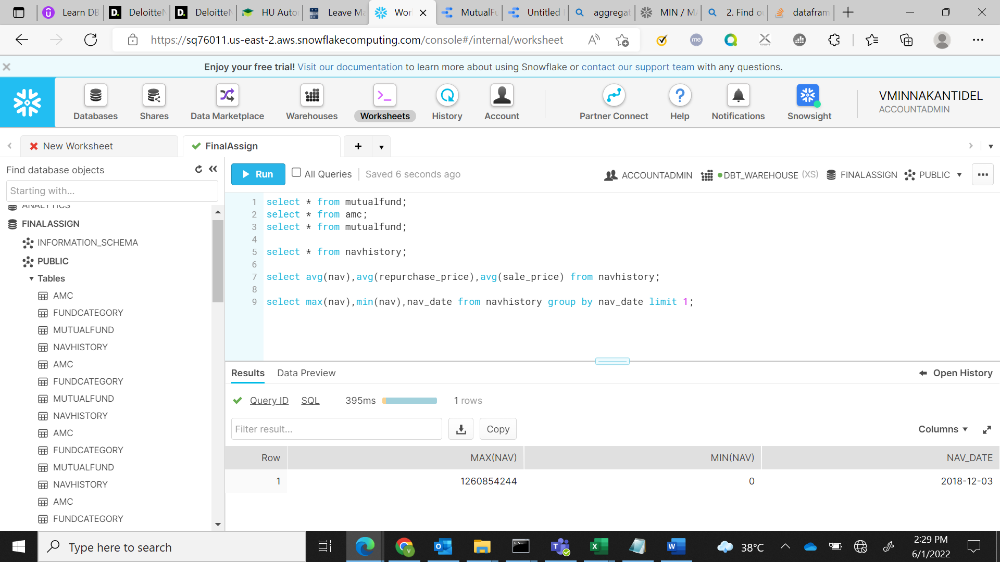 Learn DB
DeloitteN
DeloitteN
HU Auto
Leave Ma
Wor
MutualFu
Untitled
aggregat
MIN / MA
2. Find o
datafram
https://sq76011.us-east-2.aws.snowflakecomputing.com/console#/internal/worksheet
Enjoy your free trial! Visit our documentation to learn more about using Snowflake or contact our support team with any questions.
Databases
Shares
Data Marketplace
Warehouses
Worksheets
History
Account
Partner Connect
Help
Notifications
Snowsight
VMINNAKANTIDEL
ACCOUNTADMIN
New Worksheet
FinalAssign
Find database objects
Starting with...
ANALYTICS
FINALASSIGN
INFORMATION_SCHEMA
PUBLIC
Tables
AMC
FUNDCATEGORY
MUTUALFUND
NAVHISTORY
AMC
FUNDCATEGORY
MUTUALFUND
NAVHISTORY
AMC
FUNDCATEGORY
MUTUALFUND
NAVHISTORY
AMC
FUNDCATEGORY
Run
All Queries
Saved 6 seconds ago
ACCOUNTADMIN
DBT_WAREHOUSE (XS)
FINALASSIGN
PUBLIC
1 select * from mutualfund;
2 select * from amc;
3 select * from mutualfund;
4
5 select * from navhistory;
6
7 select avg(nav),avg(repurchase_price),avg(sale_price) from navhistory;
8
9 select max(nav),min(nav),nav_date from navhistory group by nav_date limit 1;
Results
Data Preview
Open History
Query ID
SQL
395ms
1 rows
Filter result...
Copy
Columns
Row MAX(NAV) MIN(NAV) NAV_DATE
1 1260854244 0 2018-12-03
Type here to search
38°C
2:29 PM
6/1/2022